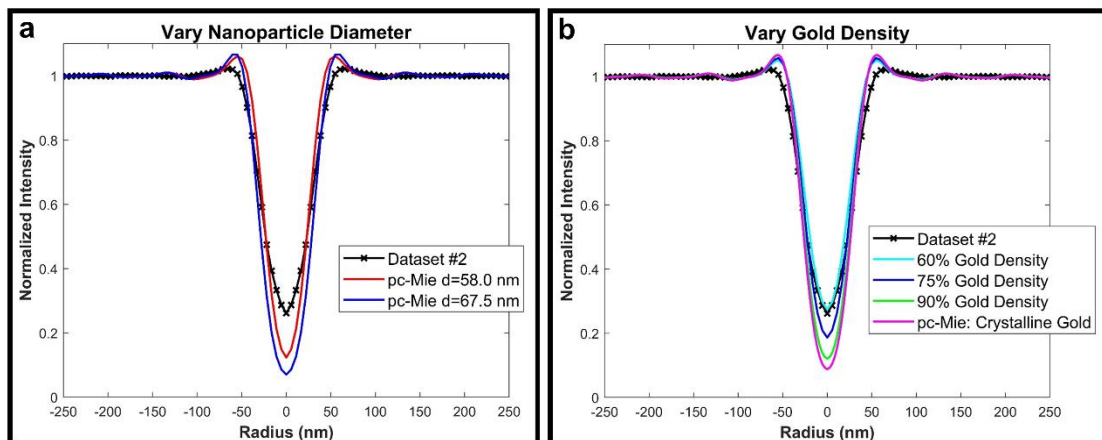 a
Vary Nanoparticle Diameter
Normalized Intensity
1
0.8
0.6
0.4
0.2
0
-250 -200 -150 -100 -50 0 50 100 150 200 250
Radius (nm)
Dataset #2
pc-Mie d=58.0 nm
pc-Mie d=67.5 nm
b
Vary Gold Density
Normalized Intensity
1
0.8
0.6
0.4
0.2
0
-250 -200 -150 -100 -50 0 50 100 150 200 250
Radius (nm)
Dataset #2
60% Gold Density
75% Gold Density
90% Gold Density
pc-Mie: Crystalline Gold